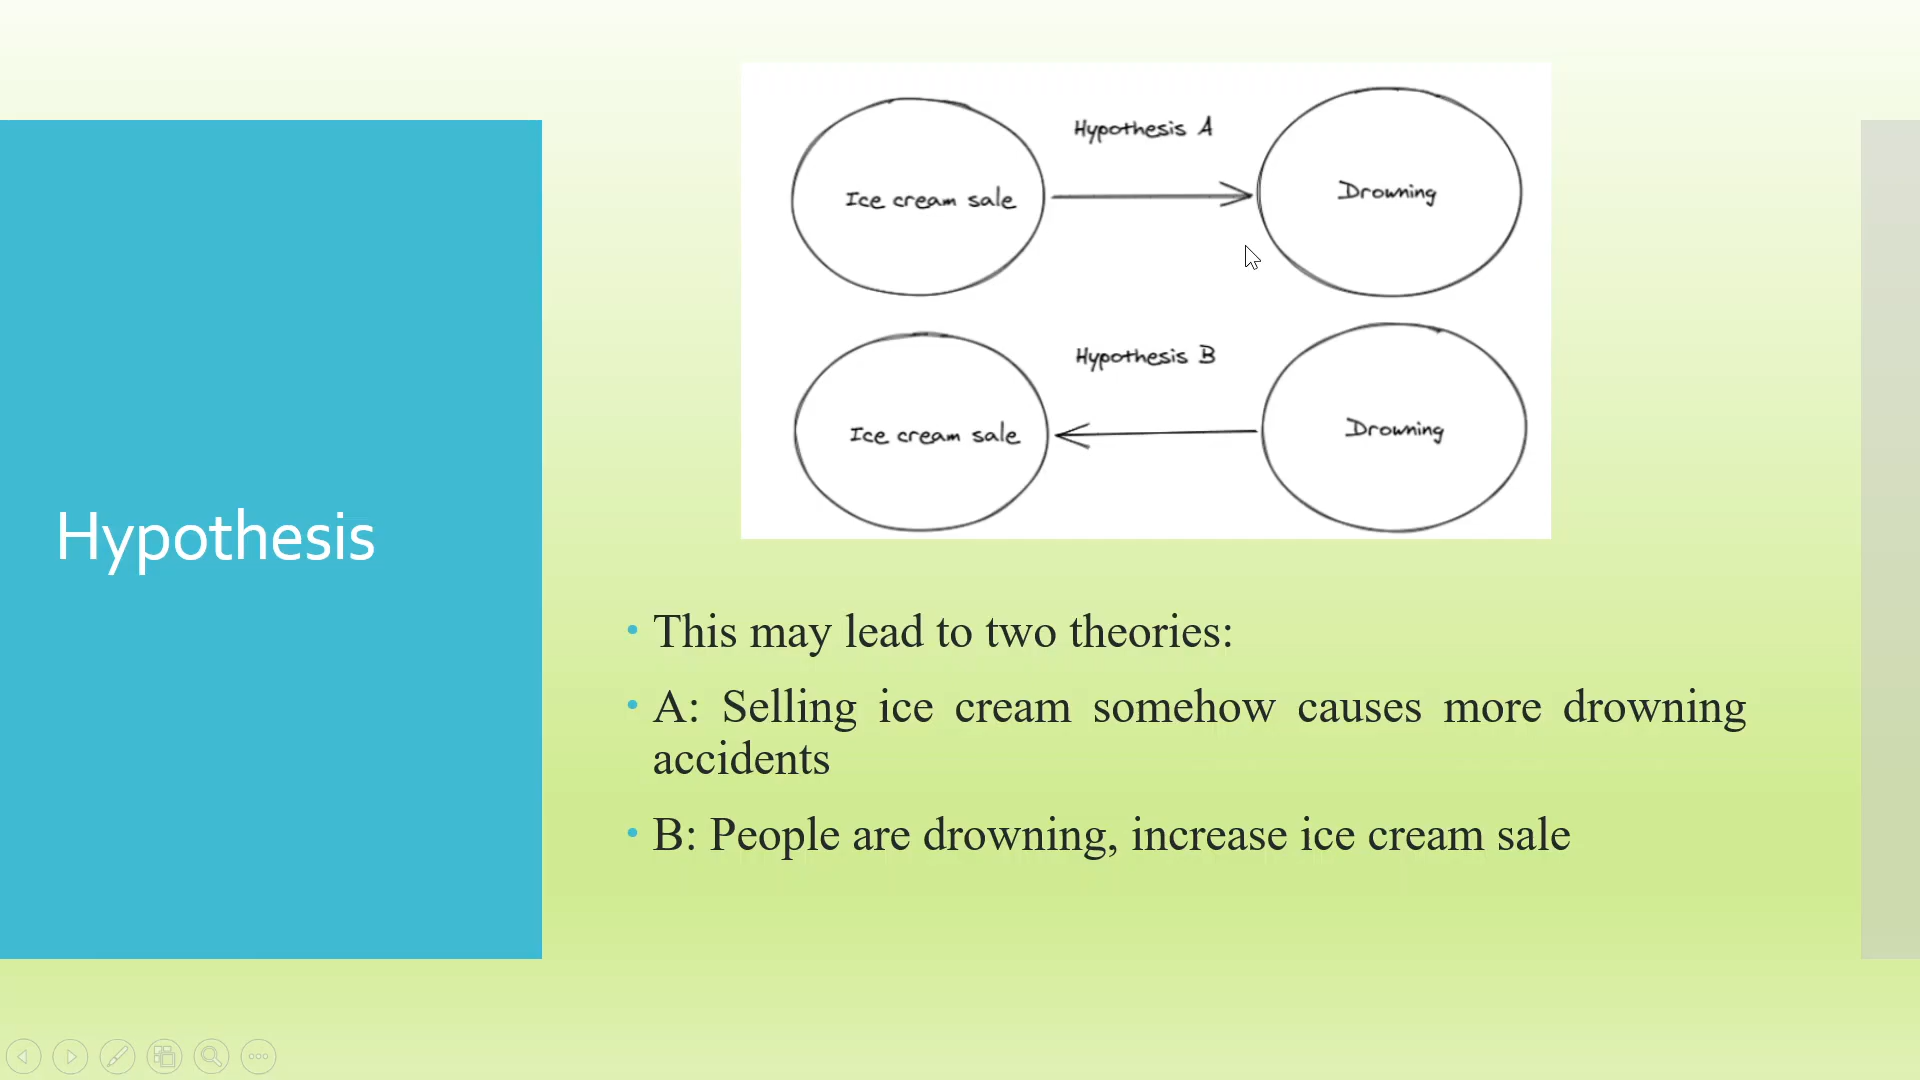 Hypothesis
Hypothesis A
Ice cream sale
Drowning
Hypothesis B
Ice cream sale
Drowning
• This may lead to two theories:
• A: Selling ice cream somehow causes more drowning
accidents
• B: People are drowning, increase ice cream sale